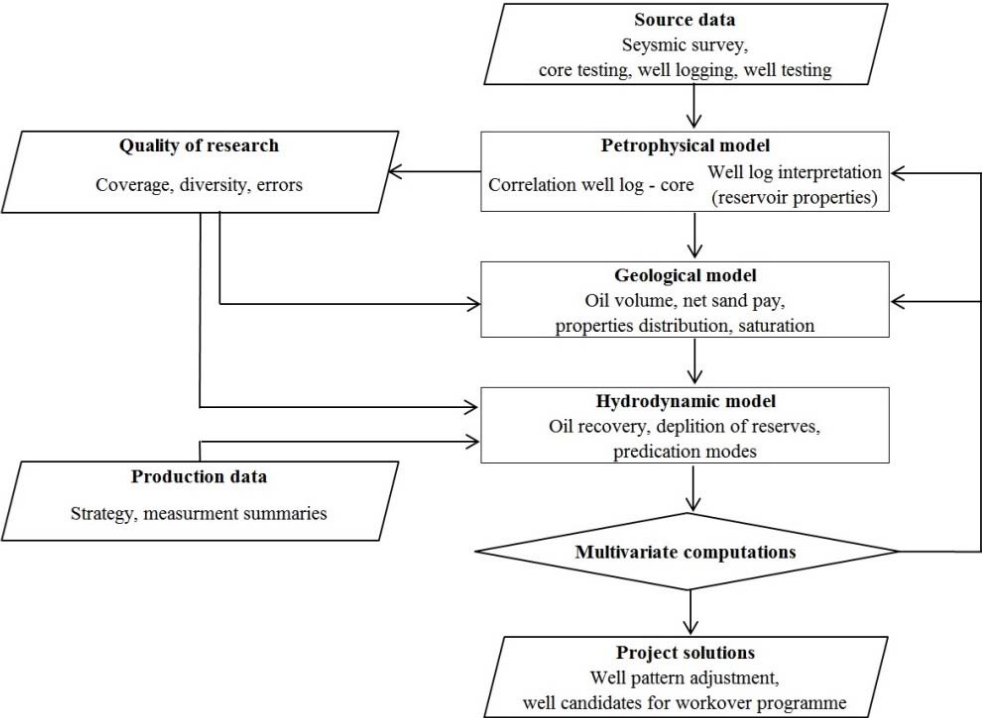 Source data
Seysmic survey,
core testing, well logging, well testing
Quality of research
Coverage, diversity, errors
Petrophysical model
Correlation well log - core
Well log interpretation
(reservoir properties)
Geological model
Oil volume, net sand pay,
properties distribution, saturation
Hydrodynamic model
Oil recovery, deplition of reserves,
predication modes
Production data
Strategy, measurment summaries
Multivariate computations
Project solutions
Well pattern adjustment,
well candidates for workover programme